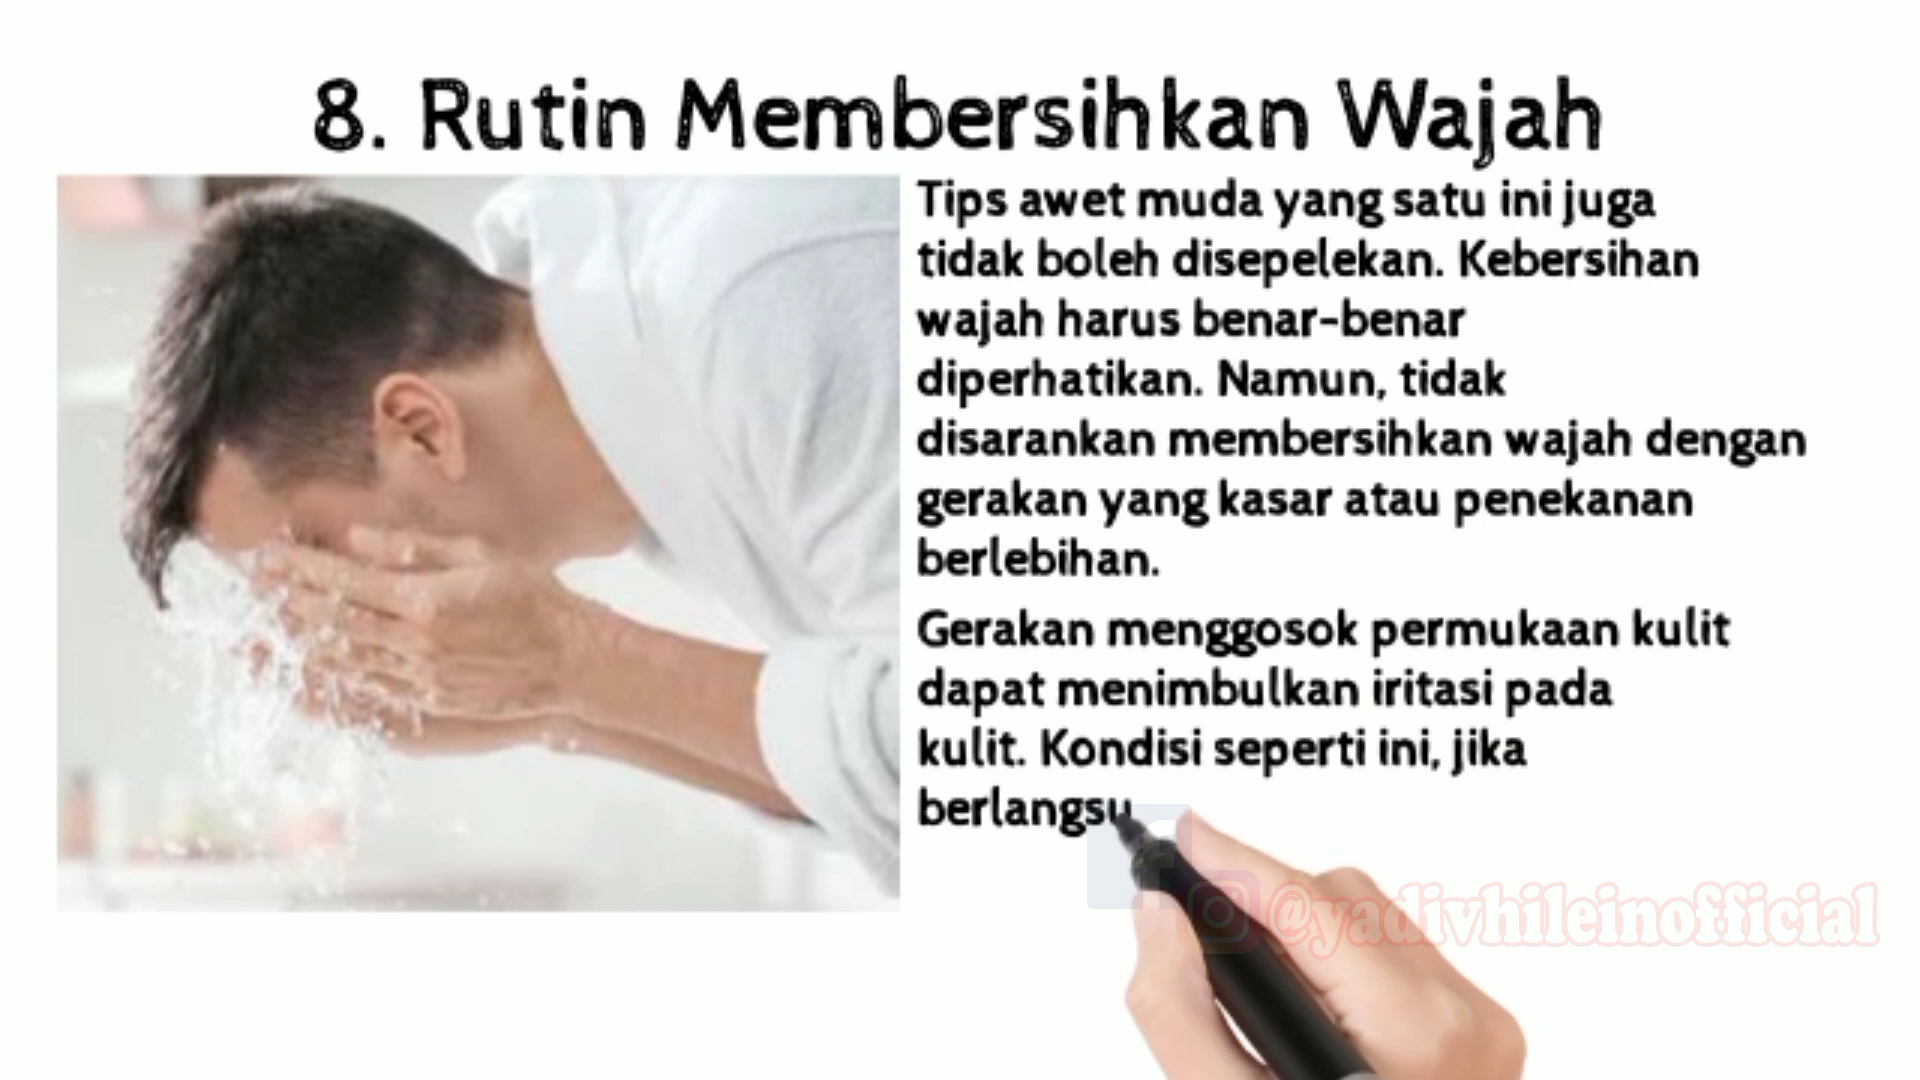 8. Rutin Membersihkan Wajah
Tips awet muda yang satu ini juga
tidak boleh disepelekan. Kebersihan
wajah harus benar-benar
diperhatikan. Namun, tidak
disarankan membersihkan wajah dengan
gerakan yang kasar atau penekanan
berlebihan.
Gerakan menggosok permukaan kulit
dapat menimbulkan iritasi pada
kulit. Kondisi seperti ini, jika
berlangsu
@yadivhileinofficial